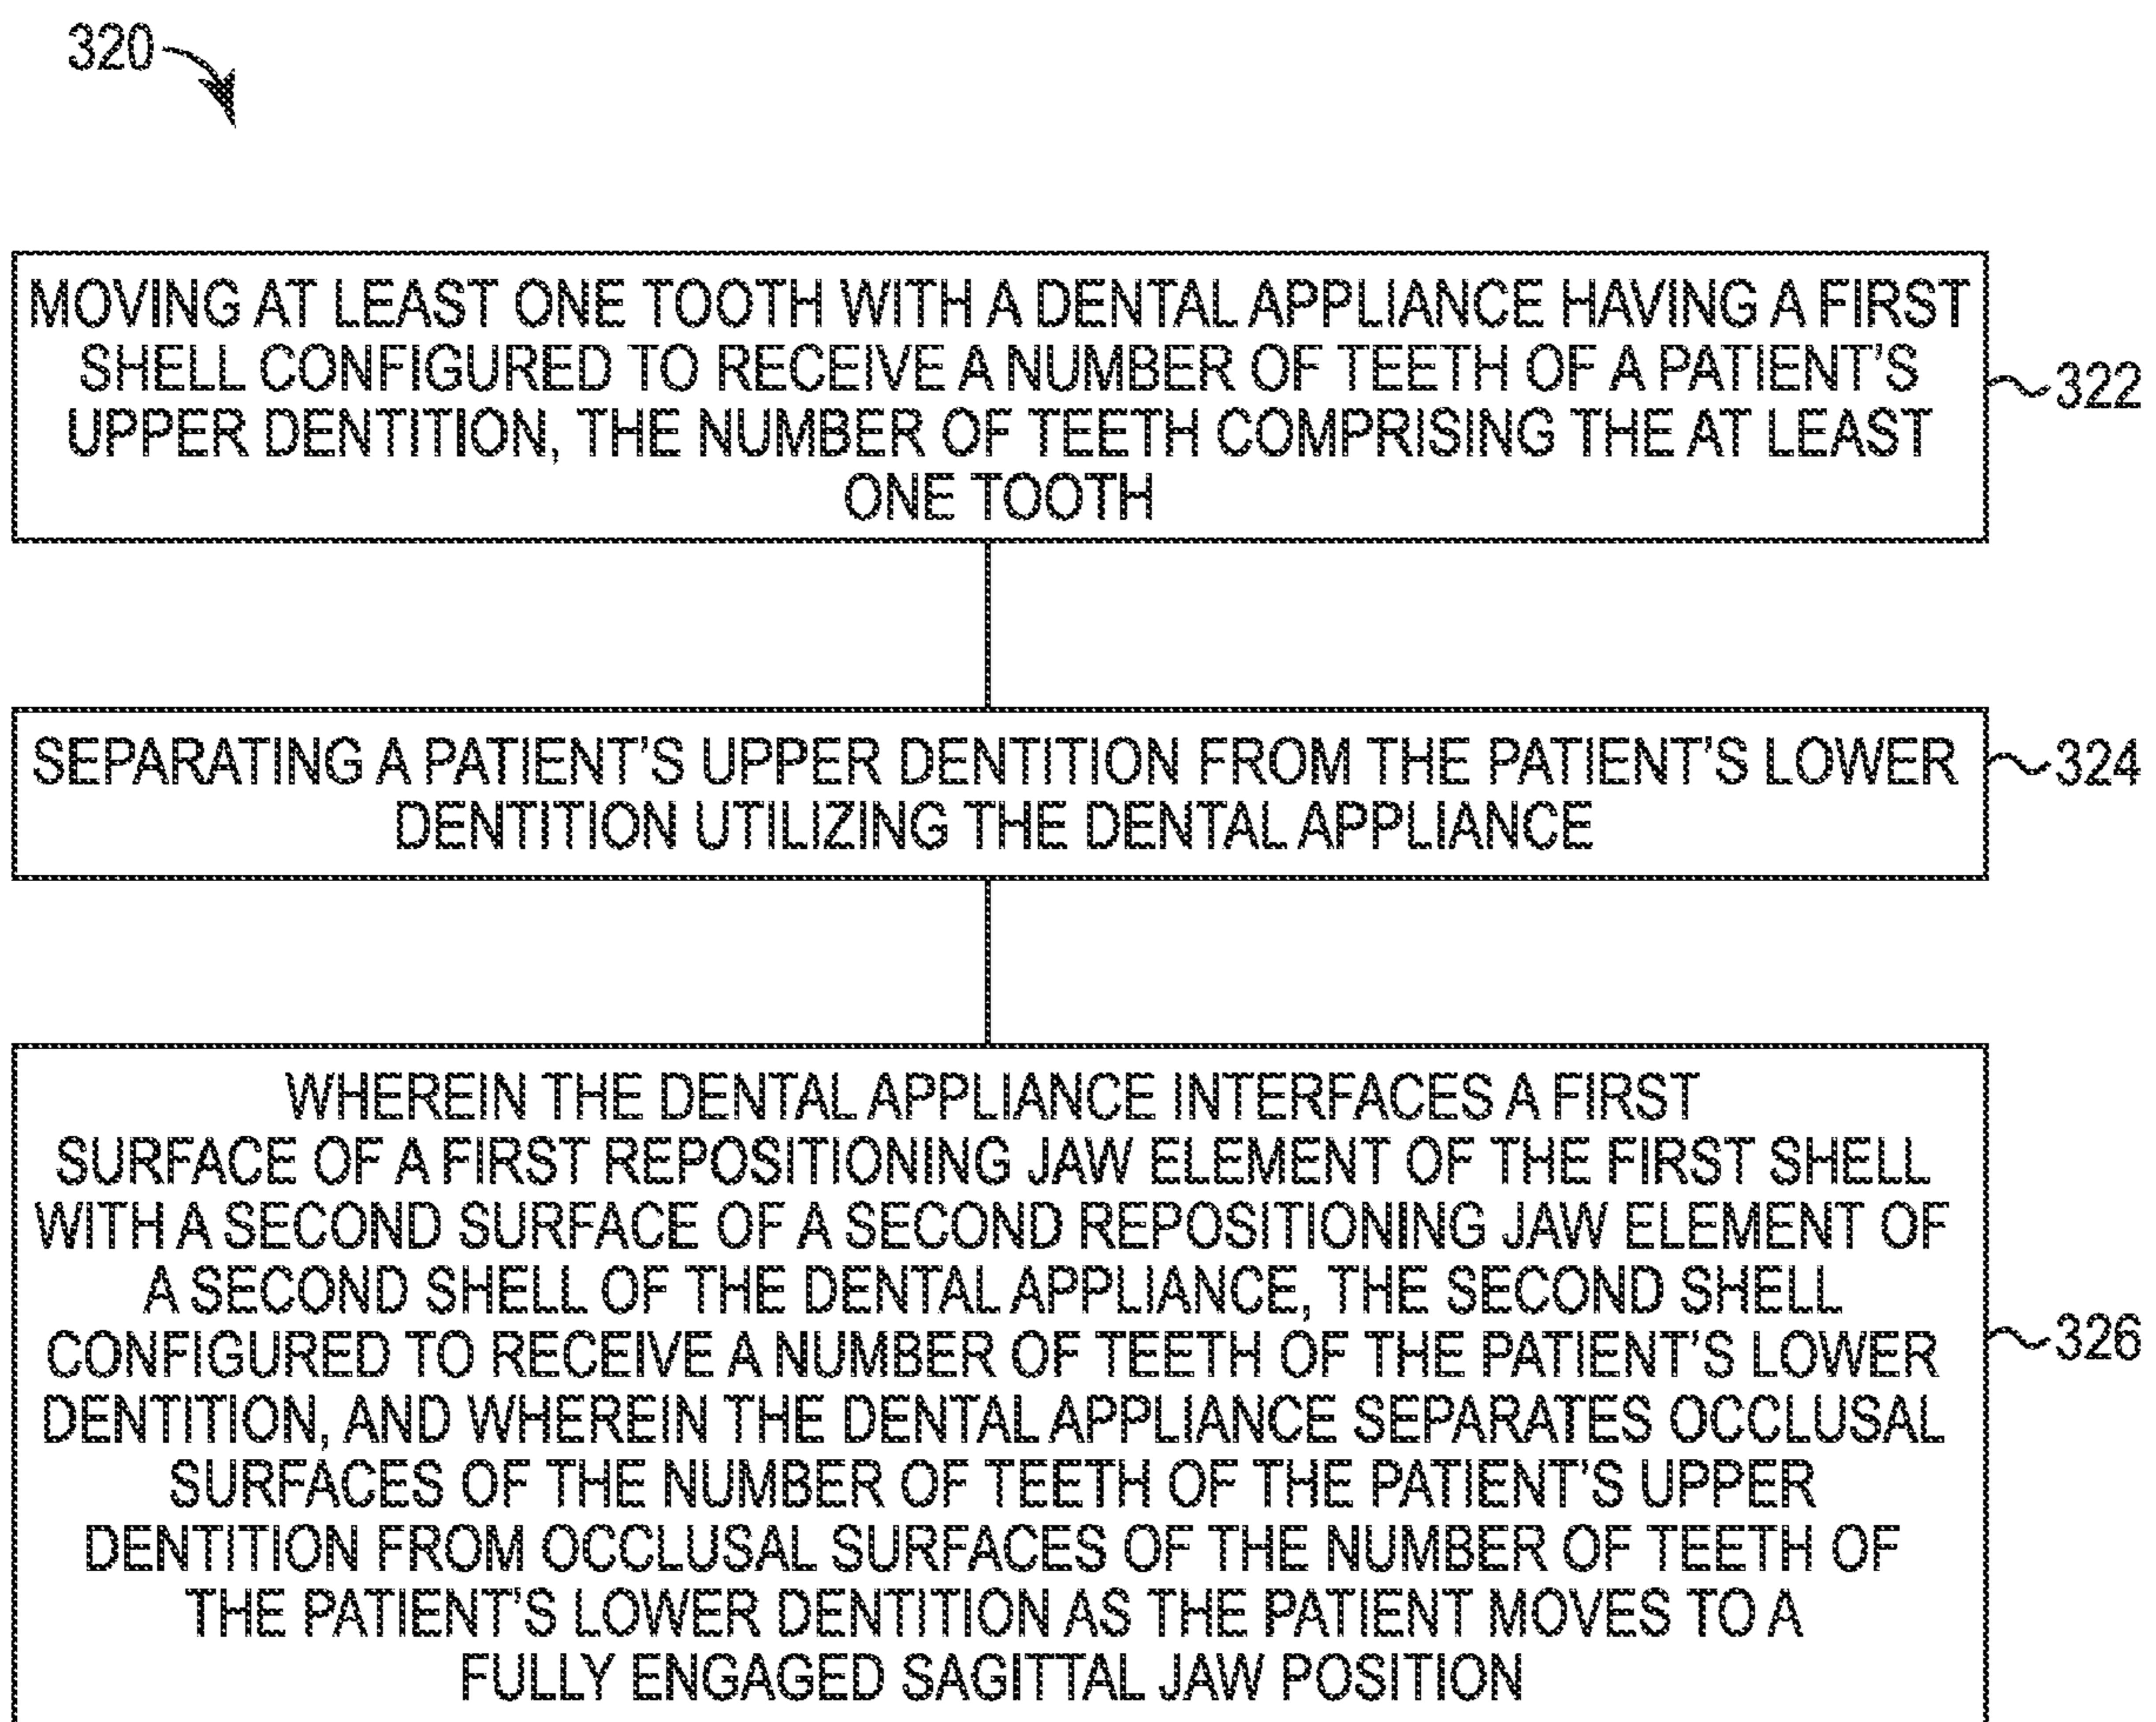 320
MOVING AT LEAST ONE TOOTH WITH A DENTAL APPLIANCE HAVING A FIRST
SHELL CONFIGURED TO RECEIVE A NUMBER OF TEETH OF A PATIENT'S
UPPER DENTITION, THE NUMBER OF TEETH COMPRISING THE AT LEAST
ONE TOOTH
322
SEPARATING A PATIENT'S UPPER DENTITION FROM THE PATIENT'S LOWER
DENTITION UTILIZING THE DENTAL APPLIANCE
324
WHEREIN THE DENTAL APPLIANCE INTERFACES A FIRST
SURFACE OF A FIRST REPOSITIONING JAW ELEMENT OF THE FIRST SHELL
WITH A SECOND SURFACE OF A SECOND REPOSITIONING JAW ELEMENT OF
A SECOND SHELL OF THE DENTAL APPLIANCE, THE SECOND SHELL
CONFIGURED TO RECEIVE A NUMBER OF TEETH OF THE PATIENT'S LOWER
DENTITION, AND WHEREIN THE DENTAL APPLIANCE SEPARATES OCCLUSAL
SURFACES OF THE NUMBER OF TEETH OF THE PATIENT'S UPPER
DENTITION FROM OCCLUSAL SURFACES OF THE NUMBER OF TEETH OF
THE PATIENT'S LOWER DENTITION AS THE PATIENT MOVES TO A
FULLY ENGAGED SAGITTAL JAW POSITION
326